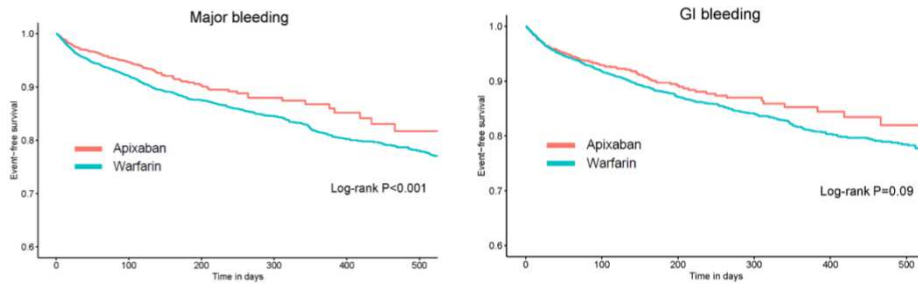 Major bleeding
1.0
0.9
0.8
0.7
0.6
Event-free survival
Apixaban
Warfarin
Log-rank P<0.001
0
100
200
300
400
500
Time in days
GI bleeding
1.0
0.9
0.8
0.7
0.6
Event-free survival
Apixaban
Warfarin
Log-rank P=0.09
0
100
200
300
400
500
Time in days